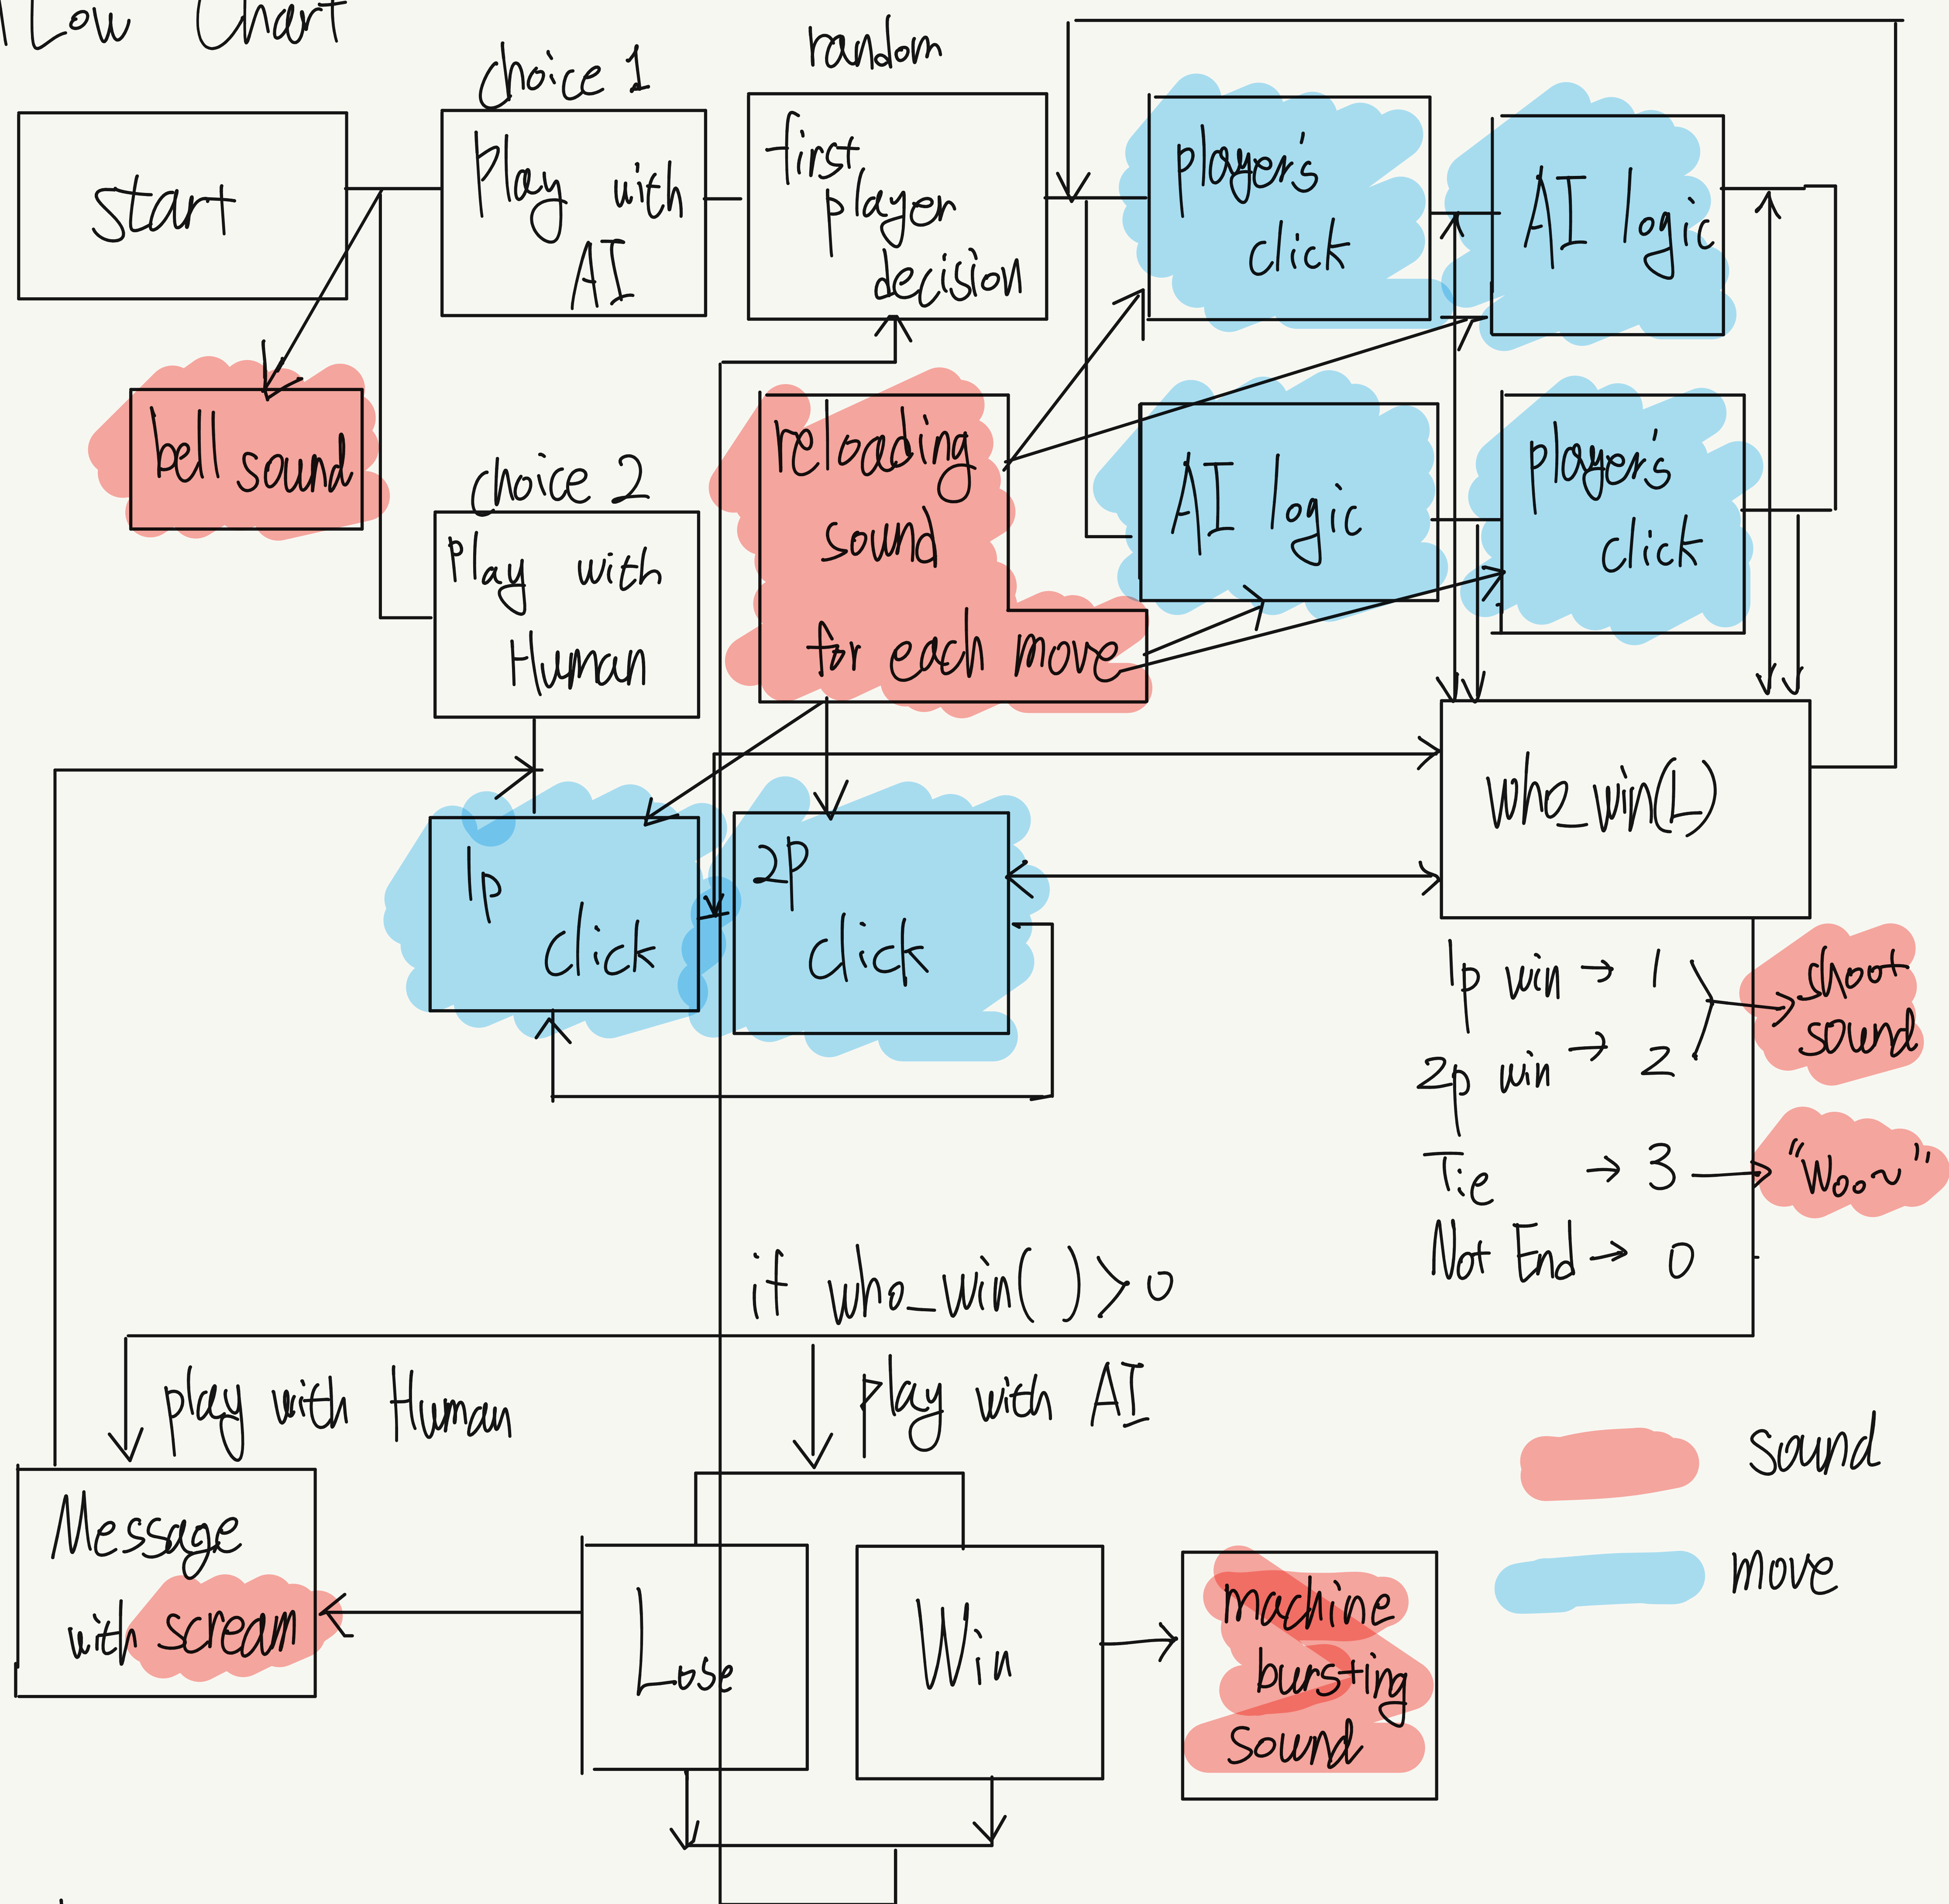 Flow Chart
Start
choice 1
Play with
AI
random
first
player
decision
player's
click
AI logic
bell sound
choice 2
Play with
Human
reloading
sound
for each move
AI logic
player's
click
1p
click
2P
click
who_win(L)
1p win → 1
2p win → 2
shoot
sound
Tie → 3
Not End → 0
if who_win( ) > 0
play with Human
play with AI
Message
with scream
Lose
Win
machine
bursting
sound
sound
move